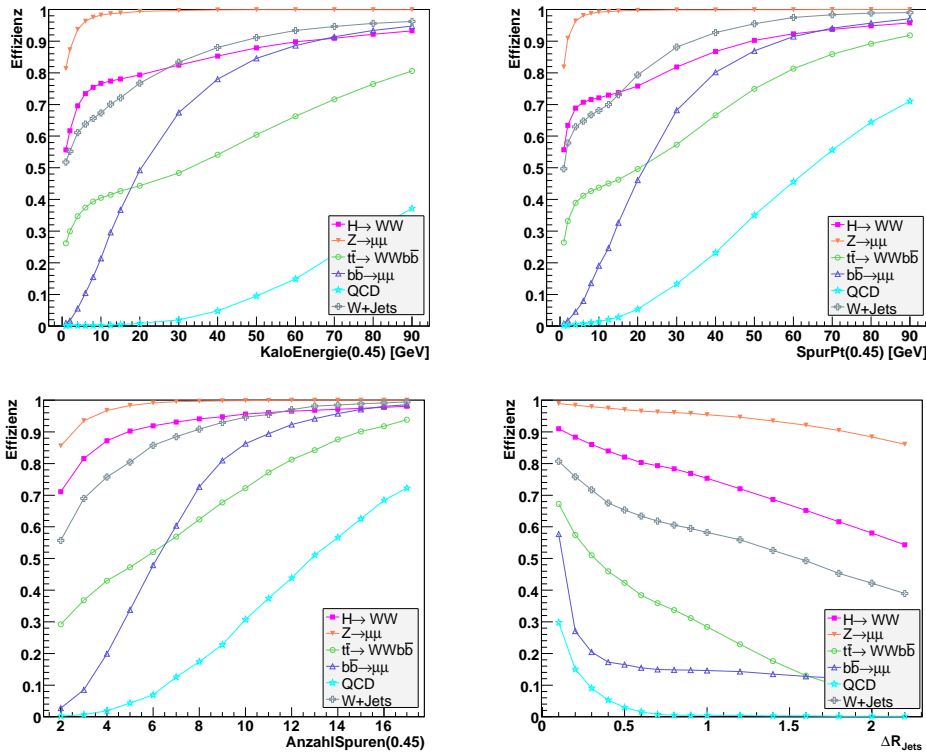 Effizienz
1
0.9
0.8
0.7
0.6
0.5
0.4
0.3
0.2
0.1
0
0 10 20 30 40 50 60 70 80 90
KaloEnergie(0.45) [GeV]
H→ WW
Z→μμ
tt̄→ WWbb̄
bb̄→μμ
QCD
W+Jets
Effizienz
1
0.9
0.8
0.7
0.6
0.5
0.4
0.3
0.2
0.1
0
0 10 20 30 40 50 60 70 80 90
SpurPt(0.45) [GeV]
H→ WW
Z→μμ
tt̄→ WWbb̄
bb̄→μμ
QCD
W+Jets
Effizienz
1
0.9
0.8
0.7
0.6
0.5
0.4
0.3
0.2
0.1
0
2 4 6 8 10 12 14 16
AnzahlSpuren(0.45)
H→ WW
Z→μμ
tt̄→ WWbb̄
bb̄→μμ
QCD
W+Jets
Effizienz
1
0.9
0.8
0.7
0.6
0.5
0.4
0.3
0.2
0.1
0
0 0.5 1 1.5 2
ΔR_Jets
H→ WW
Z→μμ
tt̄→ WWbb̄
bb̄→μμ
QCD
W+Jets